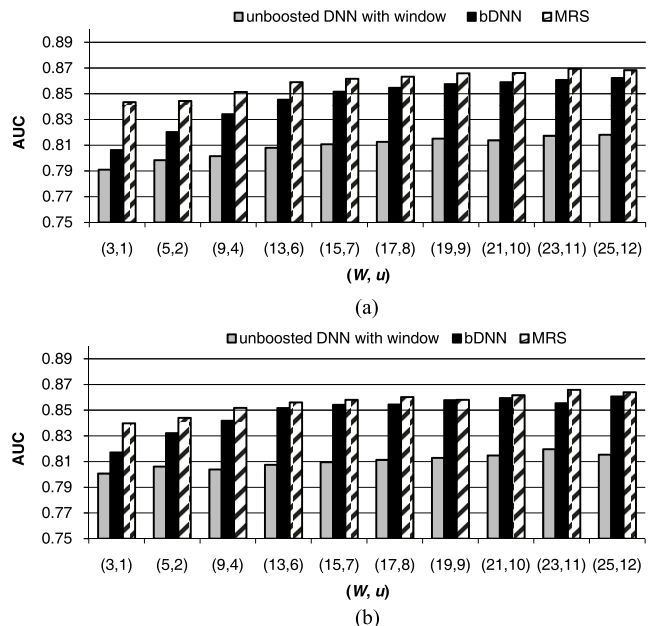 unboosted DNN with window bDNN MRS
0.89
0.87
0.85
0.83
0.81
0.79
0.77
0.75
AUC
(3,1) (5,2) (9,4) (13,6) (15,7) (17,8) (19,9) (21,10) (23,11) (25,12)
(W, u)
(a)
unboosted DNN with window bDNN MRS
0.89
0.87
0.85
0.83
0.81
0.79
0.77
0.75
AUC
(3,1) (5,2) (9,4) (13,6) (15,7) (17,8) (19,9) (21,10) (23,11) (25,12)
(W, u)
(b)